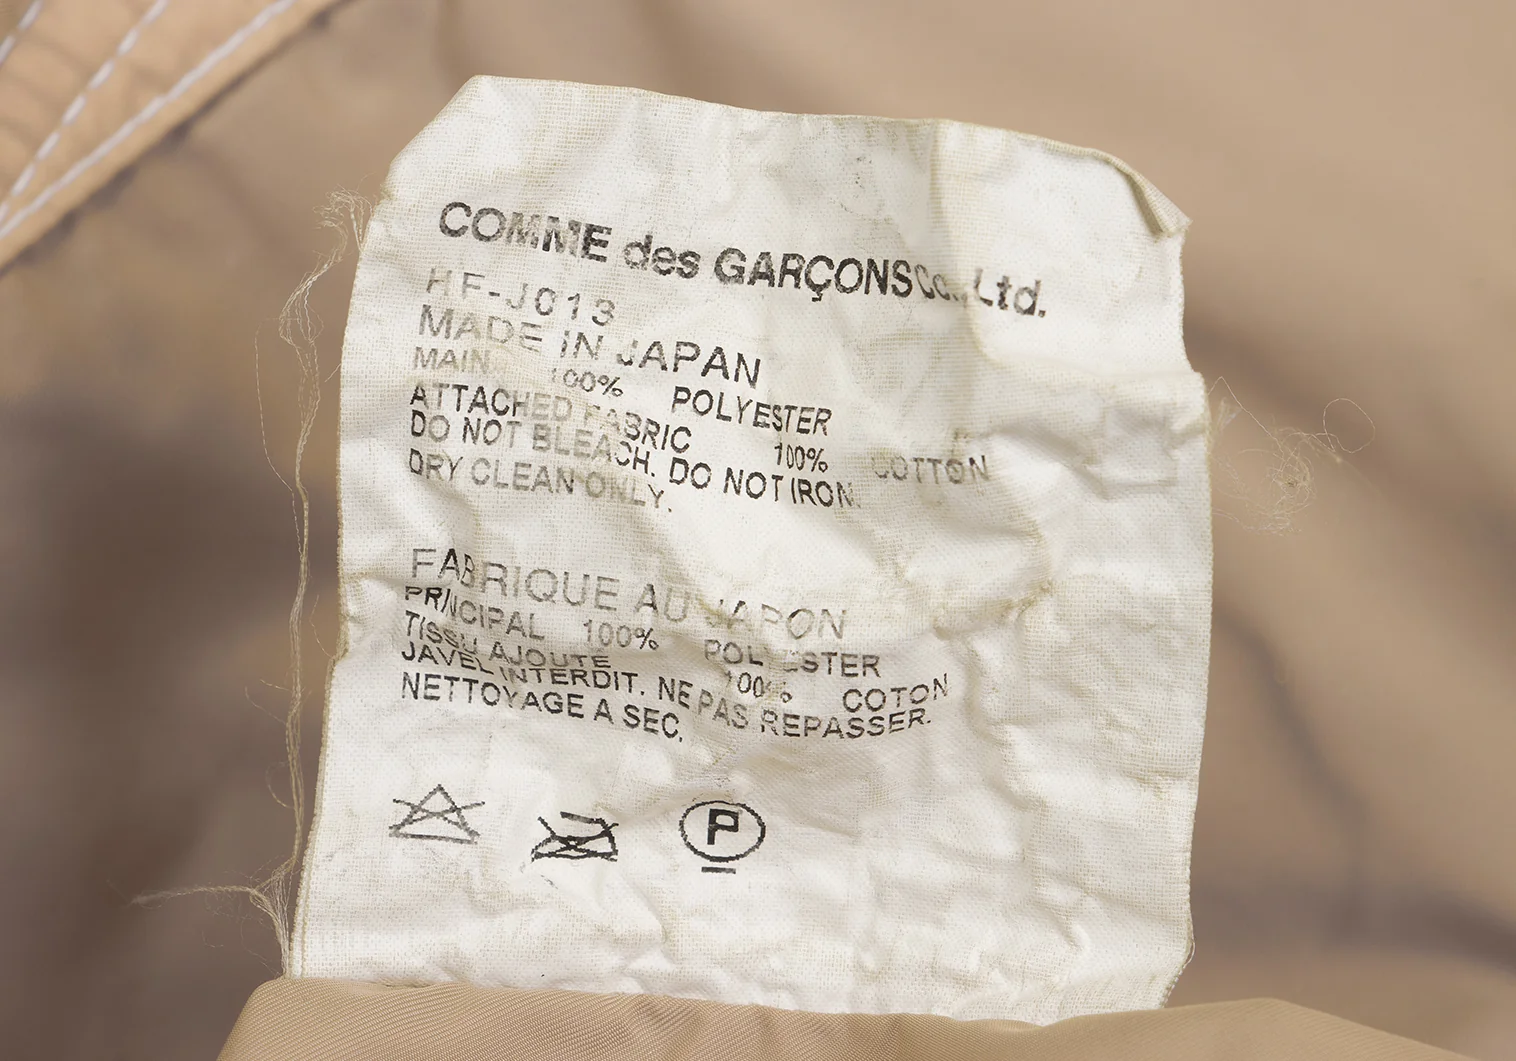 COMME des GARÇONS Co., Ltd.
HF-J013
MADE IN JAPAN
MAIN 100% POLYESTER
ATTACHED FABRIC 100% COTTON
DO NOT BLEACH. DO NOT IRON.
DRY CLEAN ONLY.
FABRIQUE AU JAPON
PRINCIPAL 100% POLYESTER
TISSU AJOUTE 100% COTON
JAVEL INTERDIT. NE PAS REPASSER.
NETTOYAGE A SEC.
P